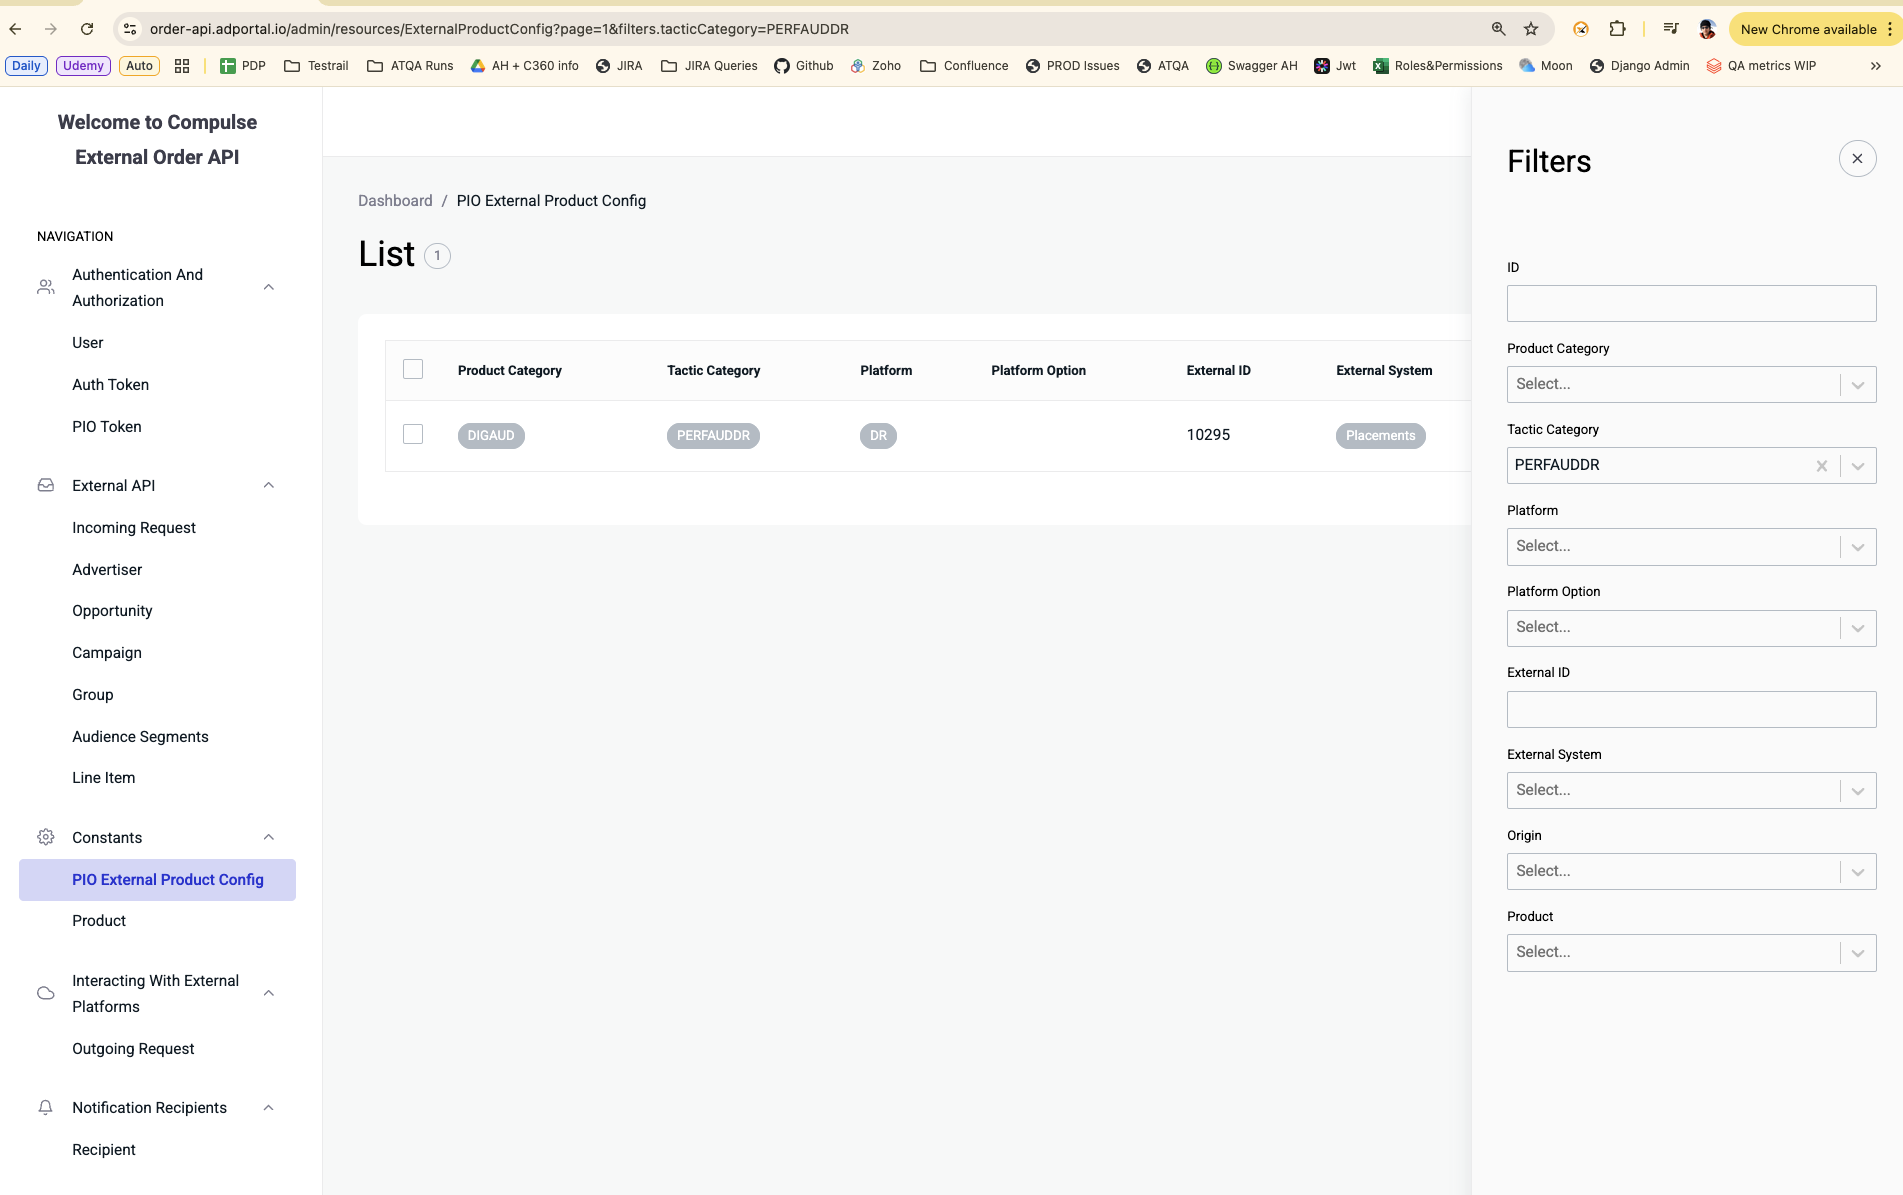 order-api.adportal.io/admin/resources/ExternalProductConfig?page=1&filters.tacticCategory=PERFAUDDR
New Chrome available
Daily Udemy Auto PDP Testrail ATQA Runs AH + C360 info JIRA JIRA Queries Github Zoho Confluence PROD Issues ATQA Swagger AH Jwt Roles&Permissions Moon Django Admin QA metrics WIP »
Welcome to Compulse
External Order API
NAVIGATION
Authentication And
Authorization
User
Auth Token
PIO Token
External API
Incoming Request
Advertiser
Opportunity
Campaign
Group
Audience Segments
Line Item
Constants
PIO External Product Config
Product
Interacting With External
Platforms
Outgoing Request
Notification Recipients
Recipient
Dashboard / PIO External Product Config
List 1
Product Category Tactic Category Platform Platform Option External ID External System
DIGAUD PERFAUDDR DR 10295 Placements
Filters
ID
Product Category
Select...
Tactic Category
PERFAUDDR
Platform
Select...
Platform Option
Select...
External ID
External System
Select...
Origin
Select...
Product
Select...